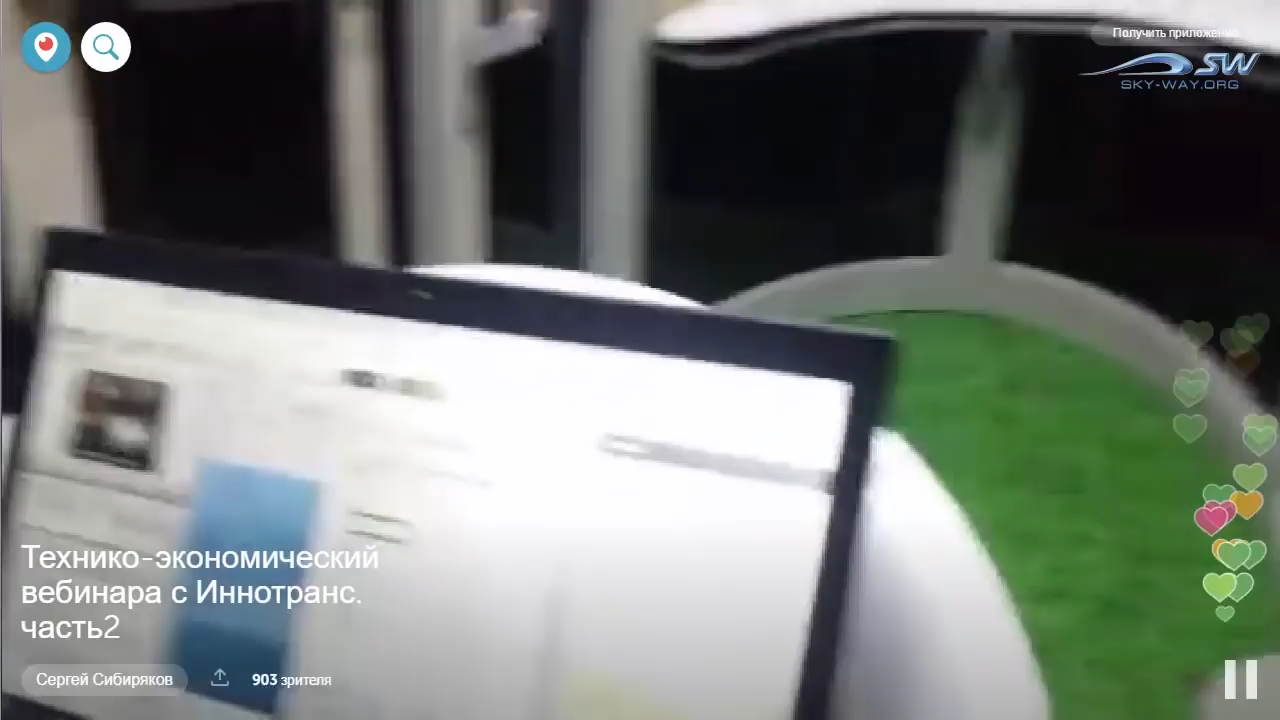 Получить приложение
SW
SKY-WAY.ORG
Технико-экономический
вебинара с Иннотранс.
часть2
Сергей Сибиряков
903 зрителя